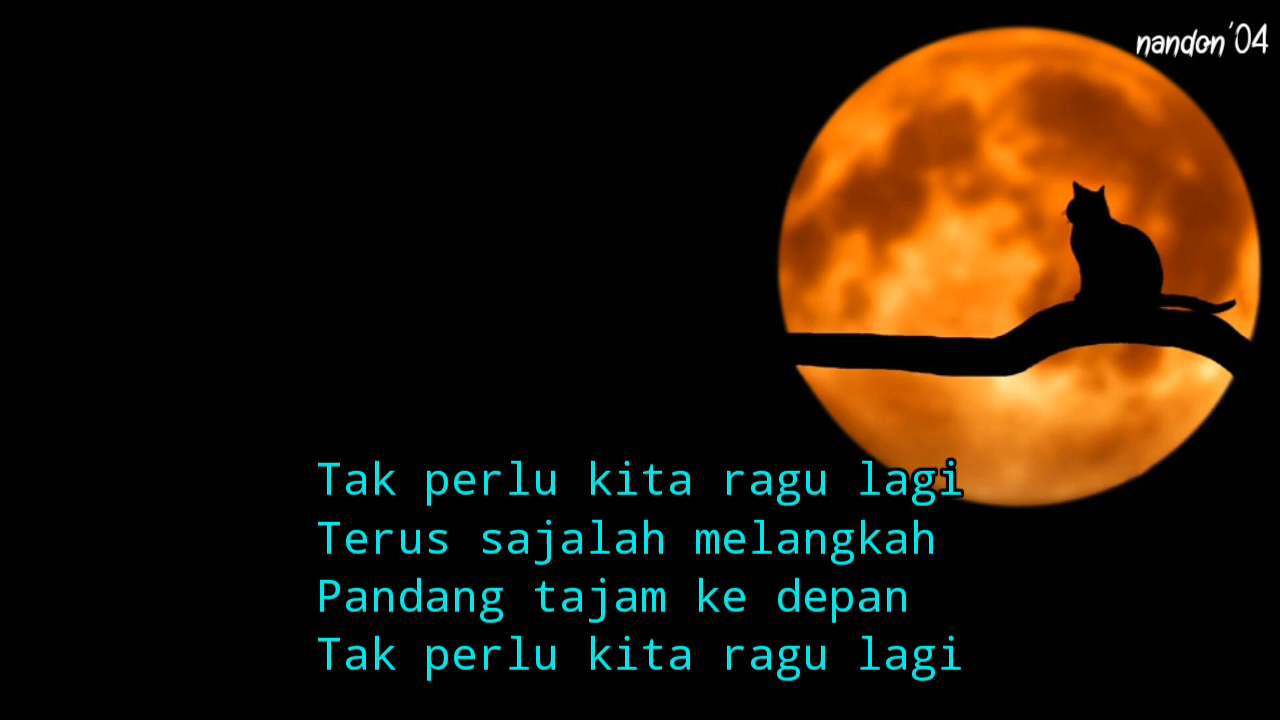 nandon'04
Tak perlu kita ragu lagi
Terus sajalah melangkah
Pandang tajam ke depan
Tak perlu kita ragu lagi